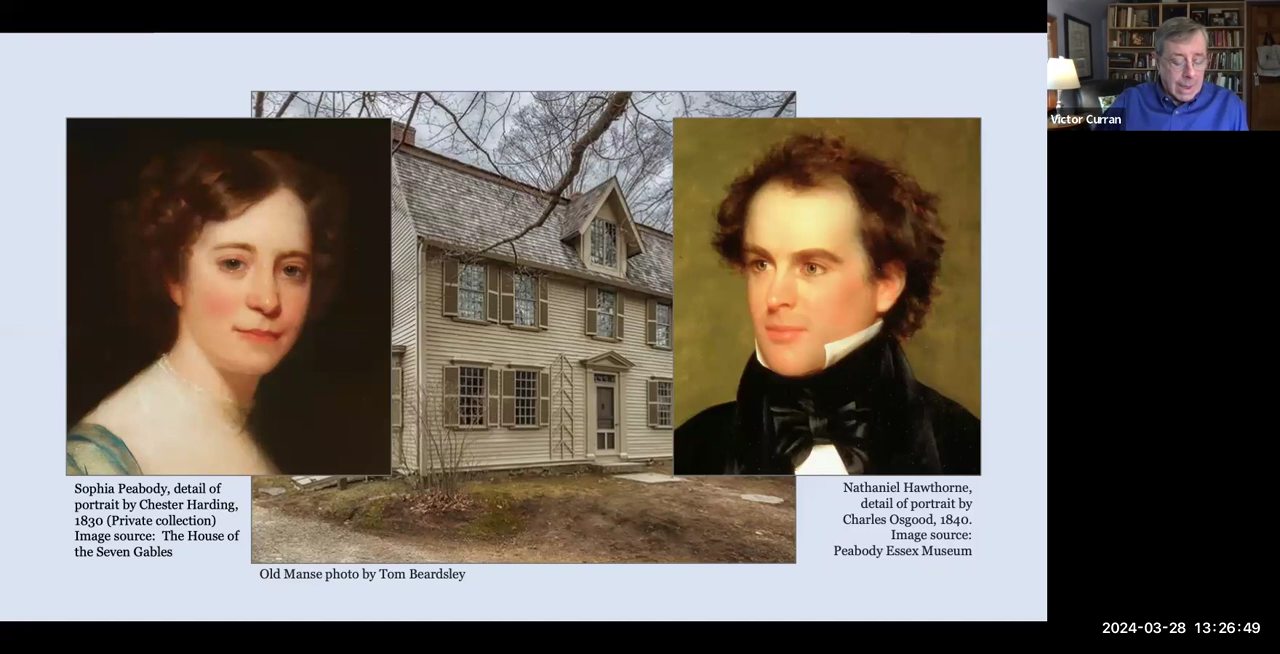 Victor Curran
Sophia Peabody, detail of
portrait by Chester Harding,
1830 (Private collection)
Image source: The House of
the Seven Gables
Nathaniel Hawthorne,
detail of portrait by
Charles Osgood, 1840.
Image source:
Peabody Essex Museum
Old Manse photo by Tom Beardsley
2024-03-28 13:26:49